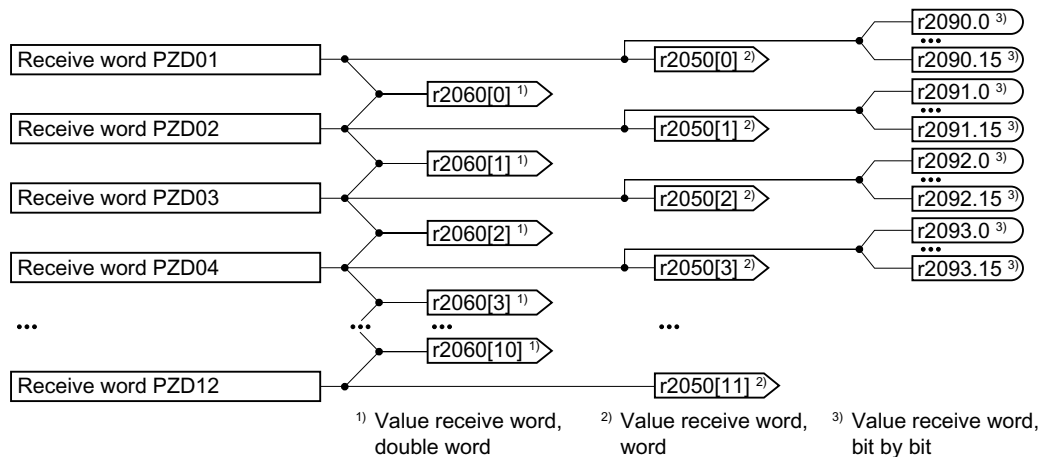 r2090.0 3)
...
Receive word PZD01
r2050[0] 2)
r2090.15 3)
r2060[0] 1)
r2091.0 3)
...
Receive word PZD02
r2050[1] 2)
r2091.15 3)
r2060[1] 1)
r2092.0 3)
...
Receive word PZD03
r2050[2] 2)
r2092.15 3)
r2060[2] 1)
r2093.0 3)
...
Receive word PZD04
r2050[3] 2)
r2093.15 3)
r2060[3] 1)
... ... ... ...
r2060[10] 1)
Receive word PZD12
r2050[11] 2)
1) Value receive word,
double word
2) Value receive word,
word
3) Value receive word,
bit by bit